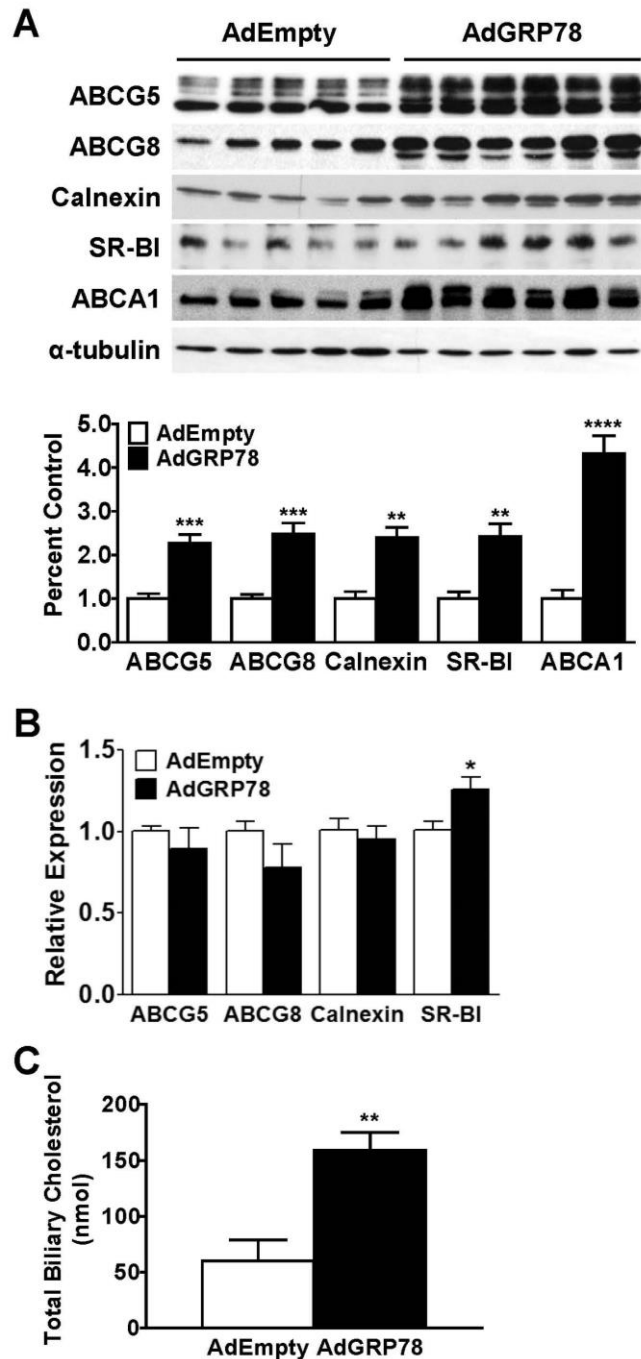 A
AdEmpty AdGRP78
ABCG5
ABCG8
Calnexin
SR-BI
ABCA1
α-tubulin
Percent Control
5.0
4.0
3.0
2.0
1.0
0.0
AdEmpty
AdGRP78
***
***
**
**
****
ABCG5 ABCG8 Calnexin SR-BI ABCA1
B
Relative Expression
1.5
1.0
0.5
0.0
AdEmpty
AdGRP78
*
ABCG5 ABCG8 Calnexin SR-BI
C
Total Biliary Cholesterol
(nmol)
200
150
100
50
0
**
AdEmpty AdGRP78